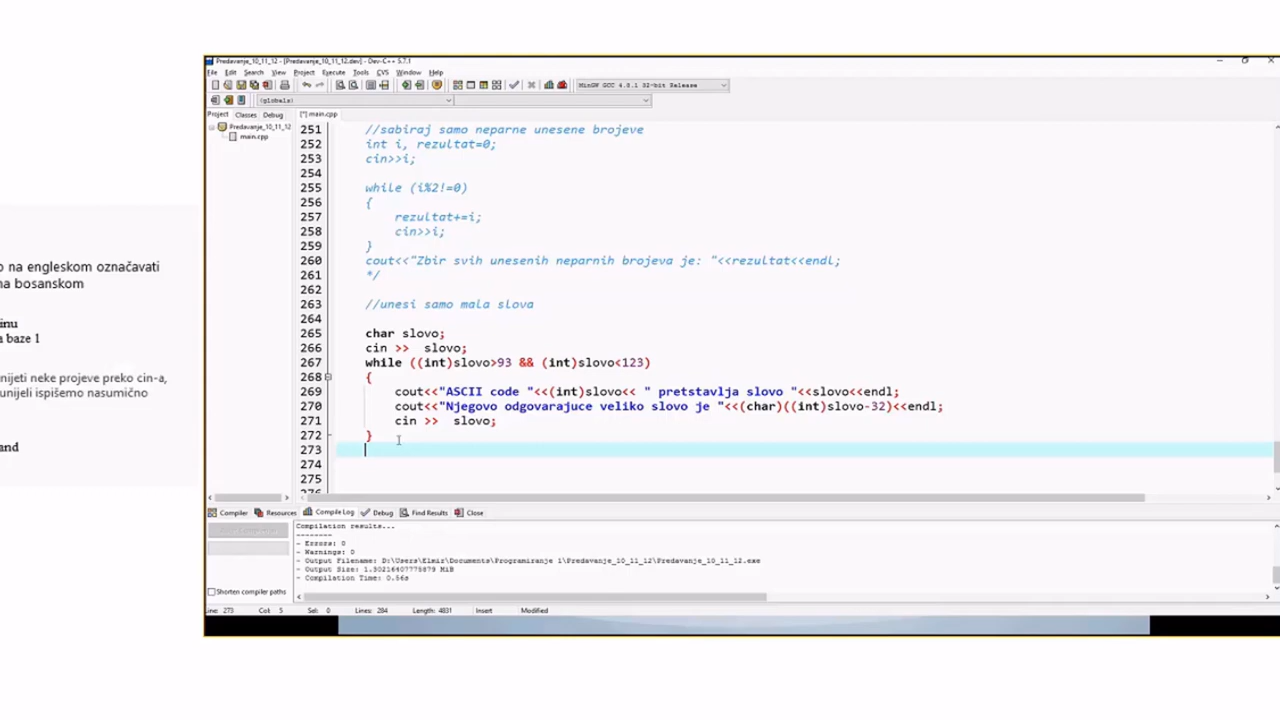 Predavanje_10_11_12 - [Predavanje_10_11_12.dev] - Dev-C++ 5.7.1
File Edit Search View Project Execute Tools CVS Window Help
MinGW GCC 4.8.1 32-bit Release
(globals)
Project Classes Debug
[*] main.cpp
Predavanje_10_11_12
main.cpp
251 //sabiraj samo neparne unesene brojeve
252 int i, rezultat=0;
253 cin>>i;
254
255 while (i%2!=0)
256 {
257 rezultat+=i;
258 cin>>i;
259 }
260 cout<<"Zbir svih unesenih neparnih brojeva je: "<<rezultat<<endl;
261 */
262
263 //unesi samo mala slova
264
265 char slovo;
266 cin >> slovo;
267 while ((int)slovo>93 && (int)slovo<123)
268 {
269 cout<<"ASCII code "<<(int)slovo<< " pretstavlja slovo "<<slovo<<endl;
270 cout<<"Njegovo odgovarajuce veliko slovo je "<<(char)((int)slovo-32)<<endl;
271 cin >> slovo;
272 }
273
274
275
276
o na engleskom označavati
na bosanskom
inu
a baze 1
nijeti neke projeve preko cin-a,
unijeli ispišemo nasumično
and
Compiler Resources Compile Log Debug Find Results Close
Compilation results...
--------
- Errors: 0
- Warnings: 0
- Output Filename: D:\Users\Elmir\Documents\Programiranje 1\Predavanje_10_11_12\Predavanje_10_11_12.exe
- Output Size: 1.30216407775879 MiB
- Compilation Time: 0.56s
Shorten compiler paths
Line: 273 Col: 5 Sel: 0 Lines: 284 Length: 4831 Insert Modified